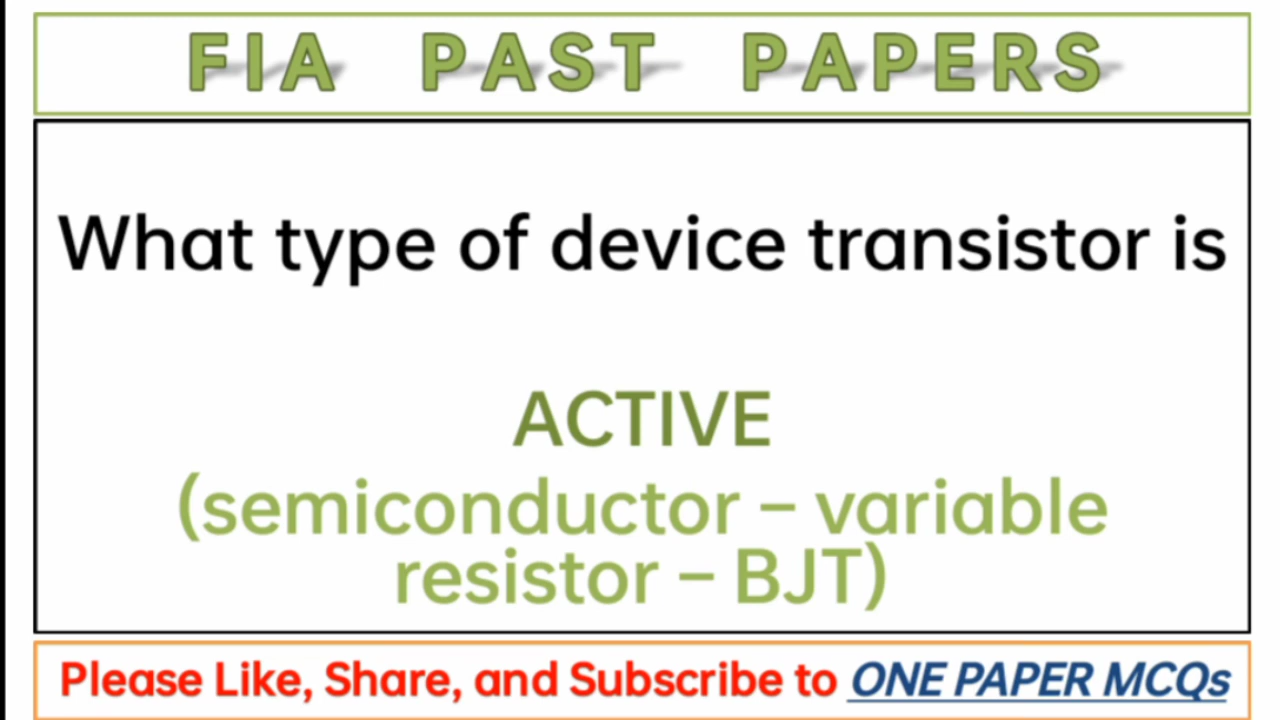 FIA PAST PAPERS
What type of device transistor is
ACTIVE
(semiconductor – variable
resistor – BJT)
Please Like, Share, and Subscribe to ONE PAPER MCQs